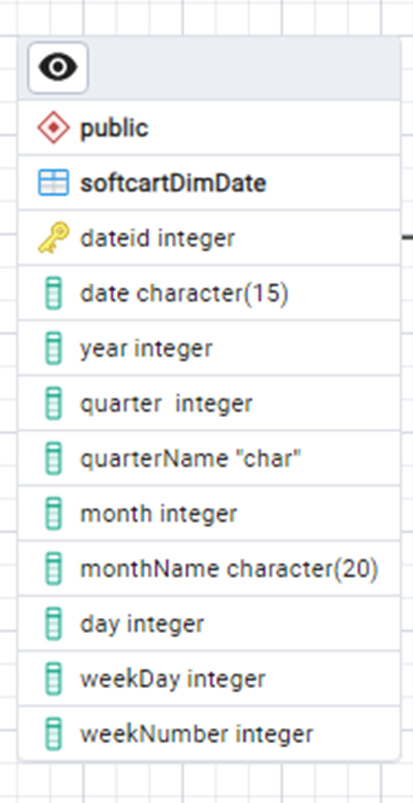 public
softcartDimDate
dateid integer
date character(15)
year integer
quarter  integer
quarterName "char"
month integer
monthName character(20)
day integer
weekDay integer
weekNumber integer